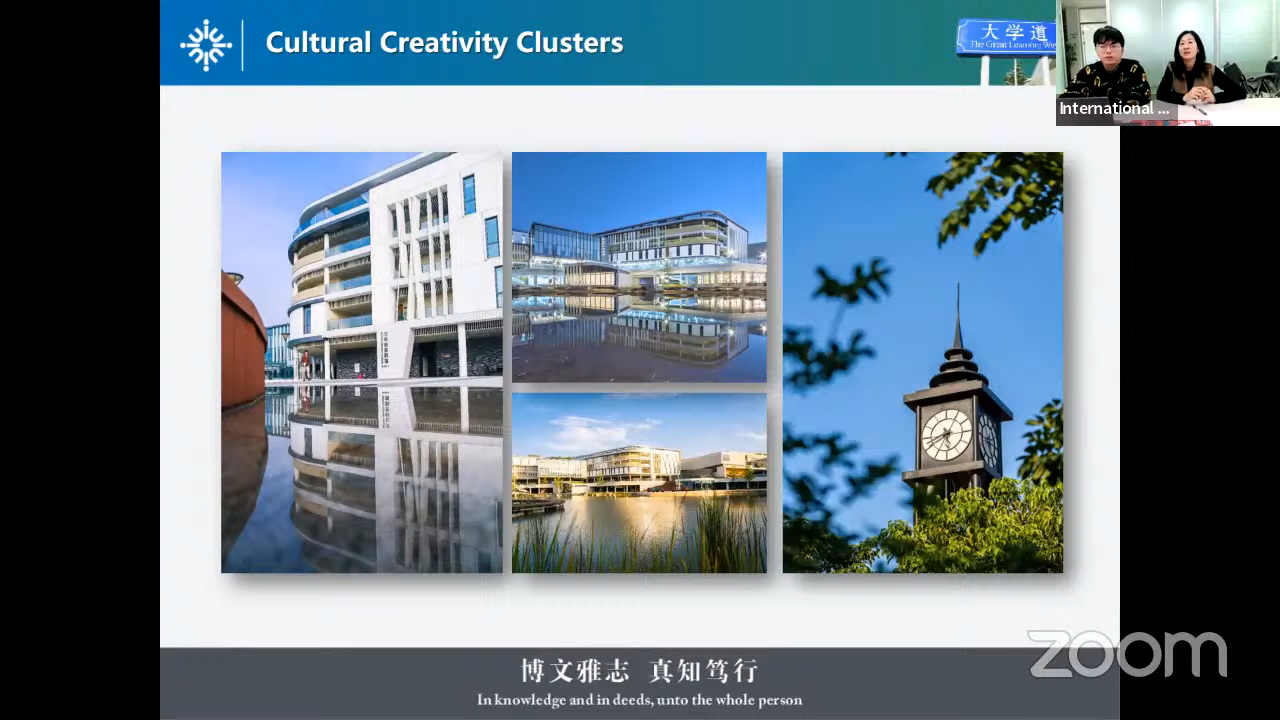 Cultural Creativity Clusters
大学道
The Great Learning Way
International ...
博文雅志 真知笃行
In knowledge and in deeds, unto the whole person
zoom